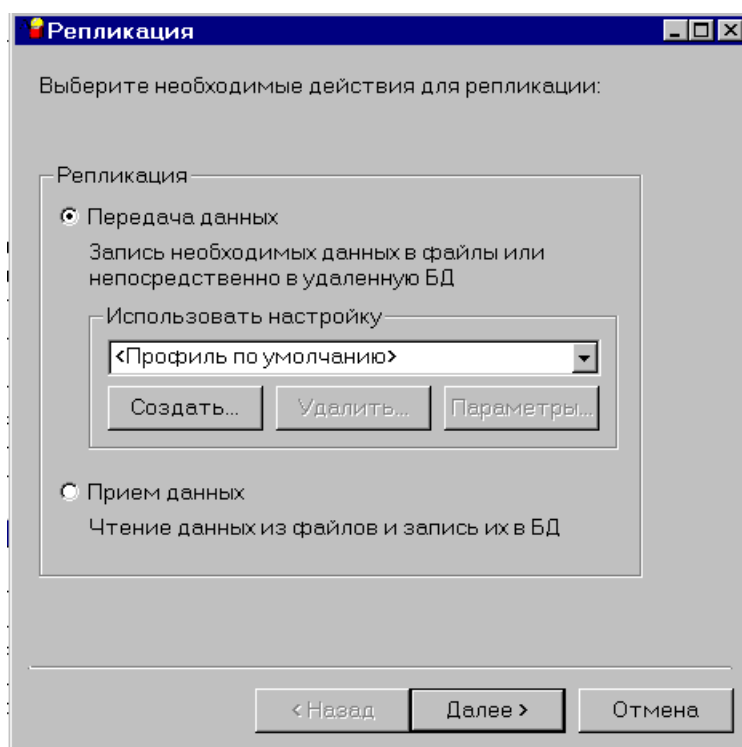 Репликация
Выберите необходимые действия для репликации:
Репликация
Передача данных
Запись необходимых данных в файлы или
непосредственно в удаленную БД
Использовать настройку
<Профиль по умолчанию>
Создать... Удалить... Параметры...
Прием данных
Чтение данных из файлов и запись их в БД
< Назад Далее > Отмена